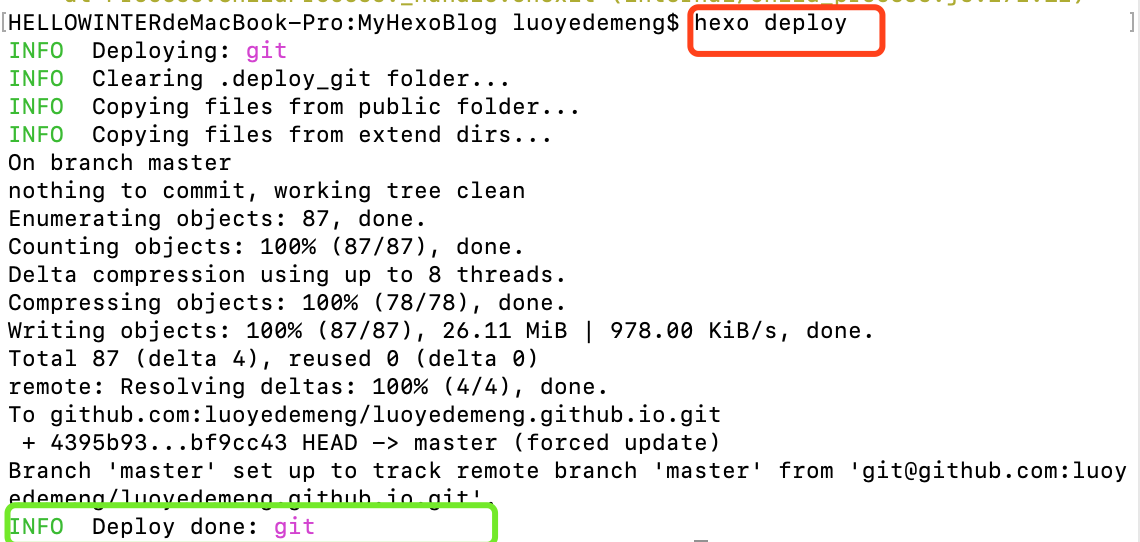 [HELLOWINTERdeMacBook-Pro:MyHexoBlog luoyedemeng$ hexo deploy ]
INFO  Deploying: git
INFO  Clearing .deploy_git folder...
INFO  Copying files from public folder...
INFO  Copying files from extend dirs...
On branch master
nothing to commit, working tree clean
Enumerating objects: 87, done.
Counting objects: 100% (87/87), done.
Delta compression using up to 8 threads.
Compressing objects: 100% (78/78), done.
Writing objects: 100% (87/87), 26.11 MiB | 978.00 KiB/s, done.
Total 87 (delta 4), reused 0 (delta 0)
remote: Resolving deltas: 100% (4/4), done.
To github.com:luoyedemeng/luoyedemeng.github.io.git
 + 4395b93...bf9cc43 HEAD -> master (forced update)
Branch 'master' set up to track remote branch 'master' from 'git@github.com:luoy
edemeng/luoyedemeng.github.io.git'.
INFO  Deploy done: git